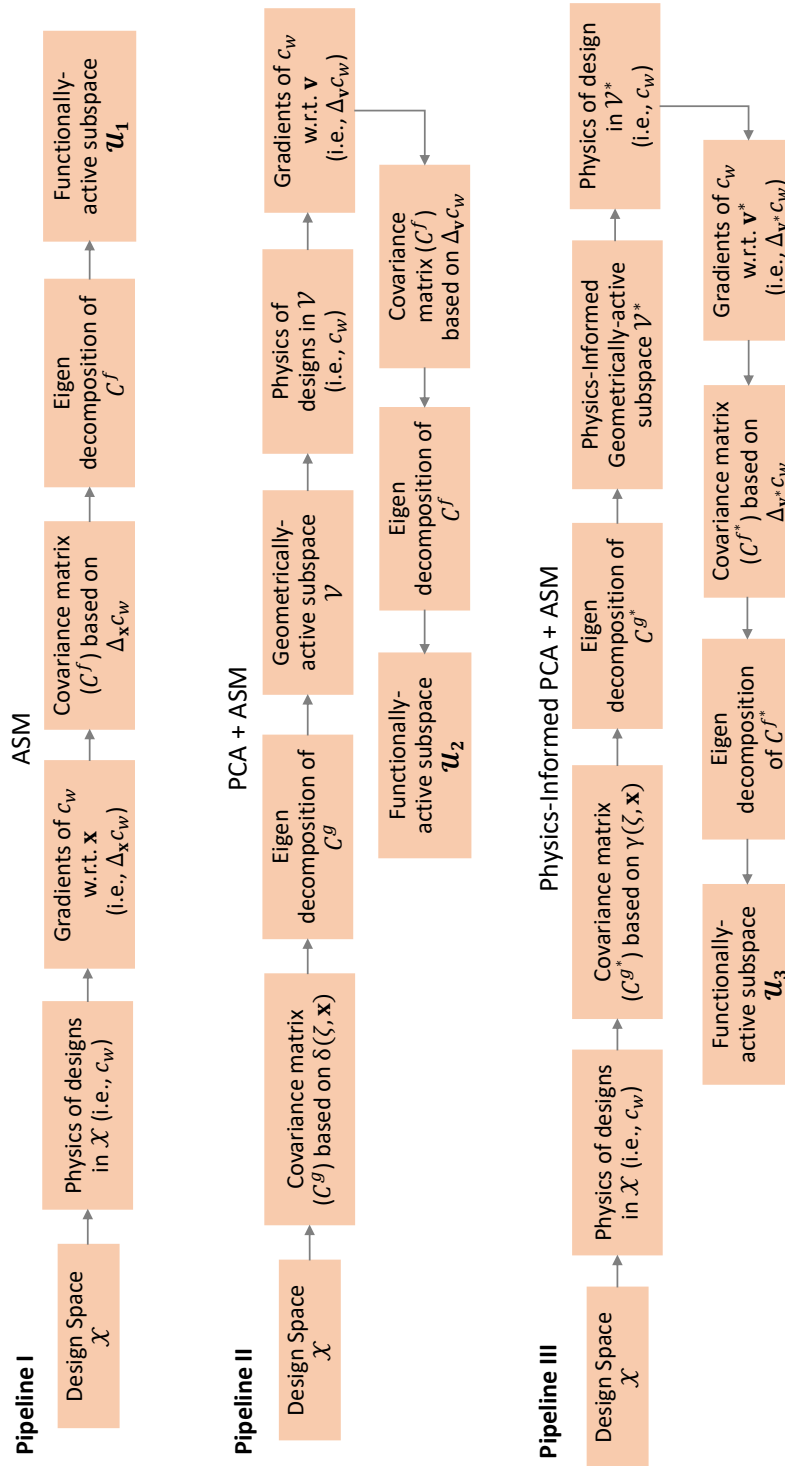 Pipeline I
ASM
Design Space
𝒳
Physics of designs
in 𝒳 (i.e., c_w)
Gradients of c_w
w.r.t. x
(i.e., Δ_x c_w)
Covariance matrix
(C^f) based on
Δ_x c_w
Eigen
decomposition of
C^f
Functionally-
active subspace
𝒰_1
Pipeline II
PCA + ASM
Design Space
𝒳
Covariance matrix
(C^g) based on δ(ζ, x)
Eigen
decomposition of
C^g
Geometrically-
active subspace
𝒱
Physics of
designs in 𝒱
(i.e., c_w)
Gradients of c_w
w.r.t. v
(i.e., Δ_v c_w)
Covariance
matrix (C^f)
based on Δ_v c_w
Eigen
decomposition of
C^f
Functionally-
active subspace
𝒰_2
Pipeline III
Physics-Informed PCA + ASM
Design Space
𝒳
Physics of designs
in 𝒳 (i.e., c_w)
Covariance matrix
(C^g*) based on γ(ζ, x)
Eigen
decomposition of
C^g*
Physics-Informed
Geometrically-active
subspace 𝒱*
Physics of design
in 𝒱*
(i.e., c_w)
Gradients of c_w
w.r.t. v*
(i.e., Δ_v* c_w)
Covariance matrix
(C^f*) based on
Δ_v* c_w
Eigen
decomposition
of C^f*
Functionally-
active subspace
𝒰_3